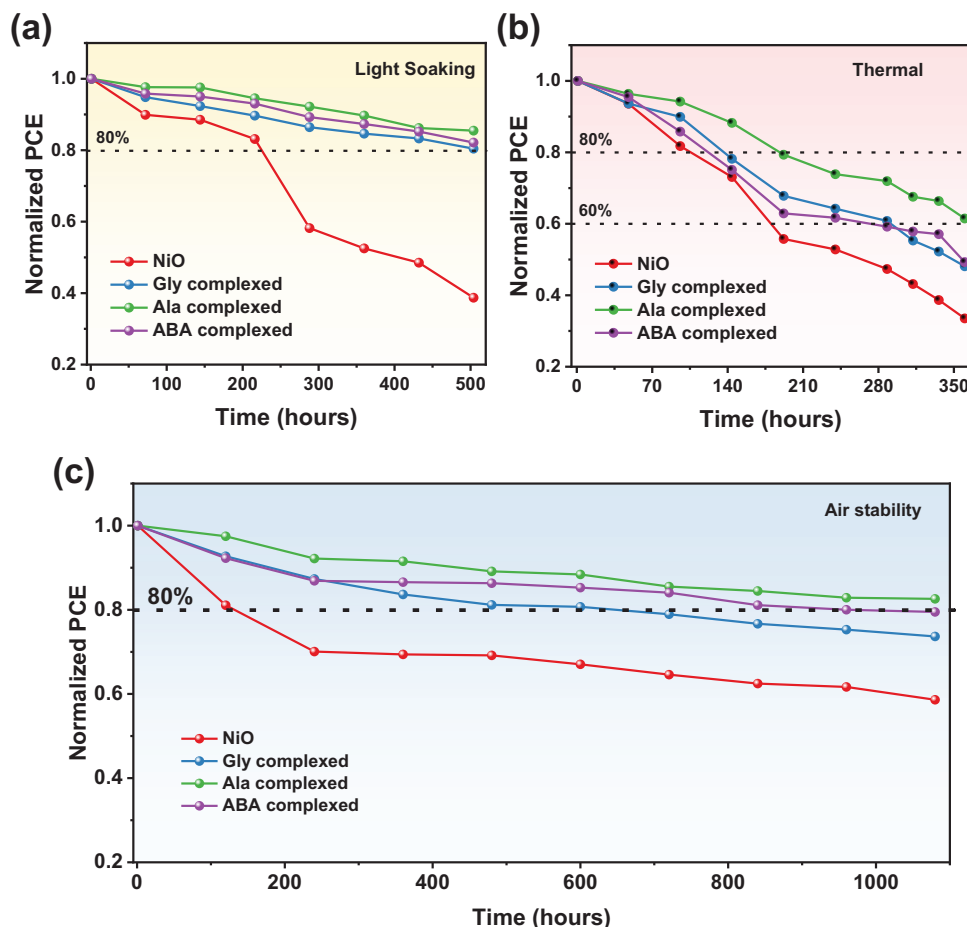 (a)
Light Soaking
Normalized PCE
1.0
0.8
0.6
0.4
0.2
80%
NiO
Gly complexed
Ala complexed
ABA complexed
0 100 200 300 400 500
Time (hours)
(b)
Thermal
Normalized PCE
1.0
0.8
0.6
0.4
0.2
80%
60%
NiO
Gly complexed
Ala complexed
ABA complexed
0 70 140 210 280 350
Time (hours)
(c)
Air stability
Normalized PCE
1.0
0.8
0.6
0.4
0.2
80%
NiO
Gly complexed
Ala complexed
ABA complexed
0 200 400 600 800 1000
Time (hours)